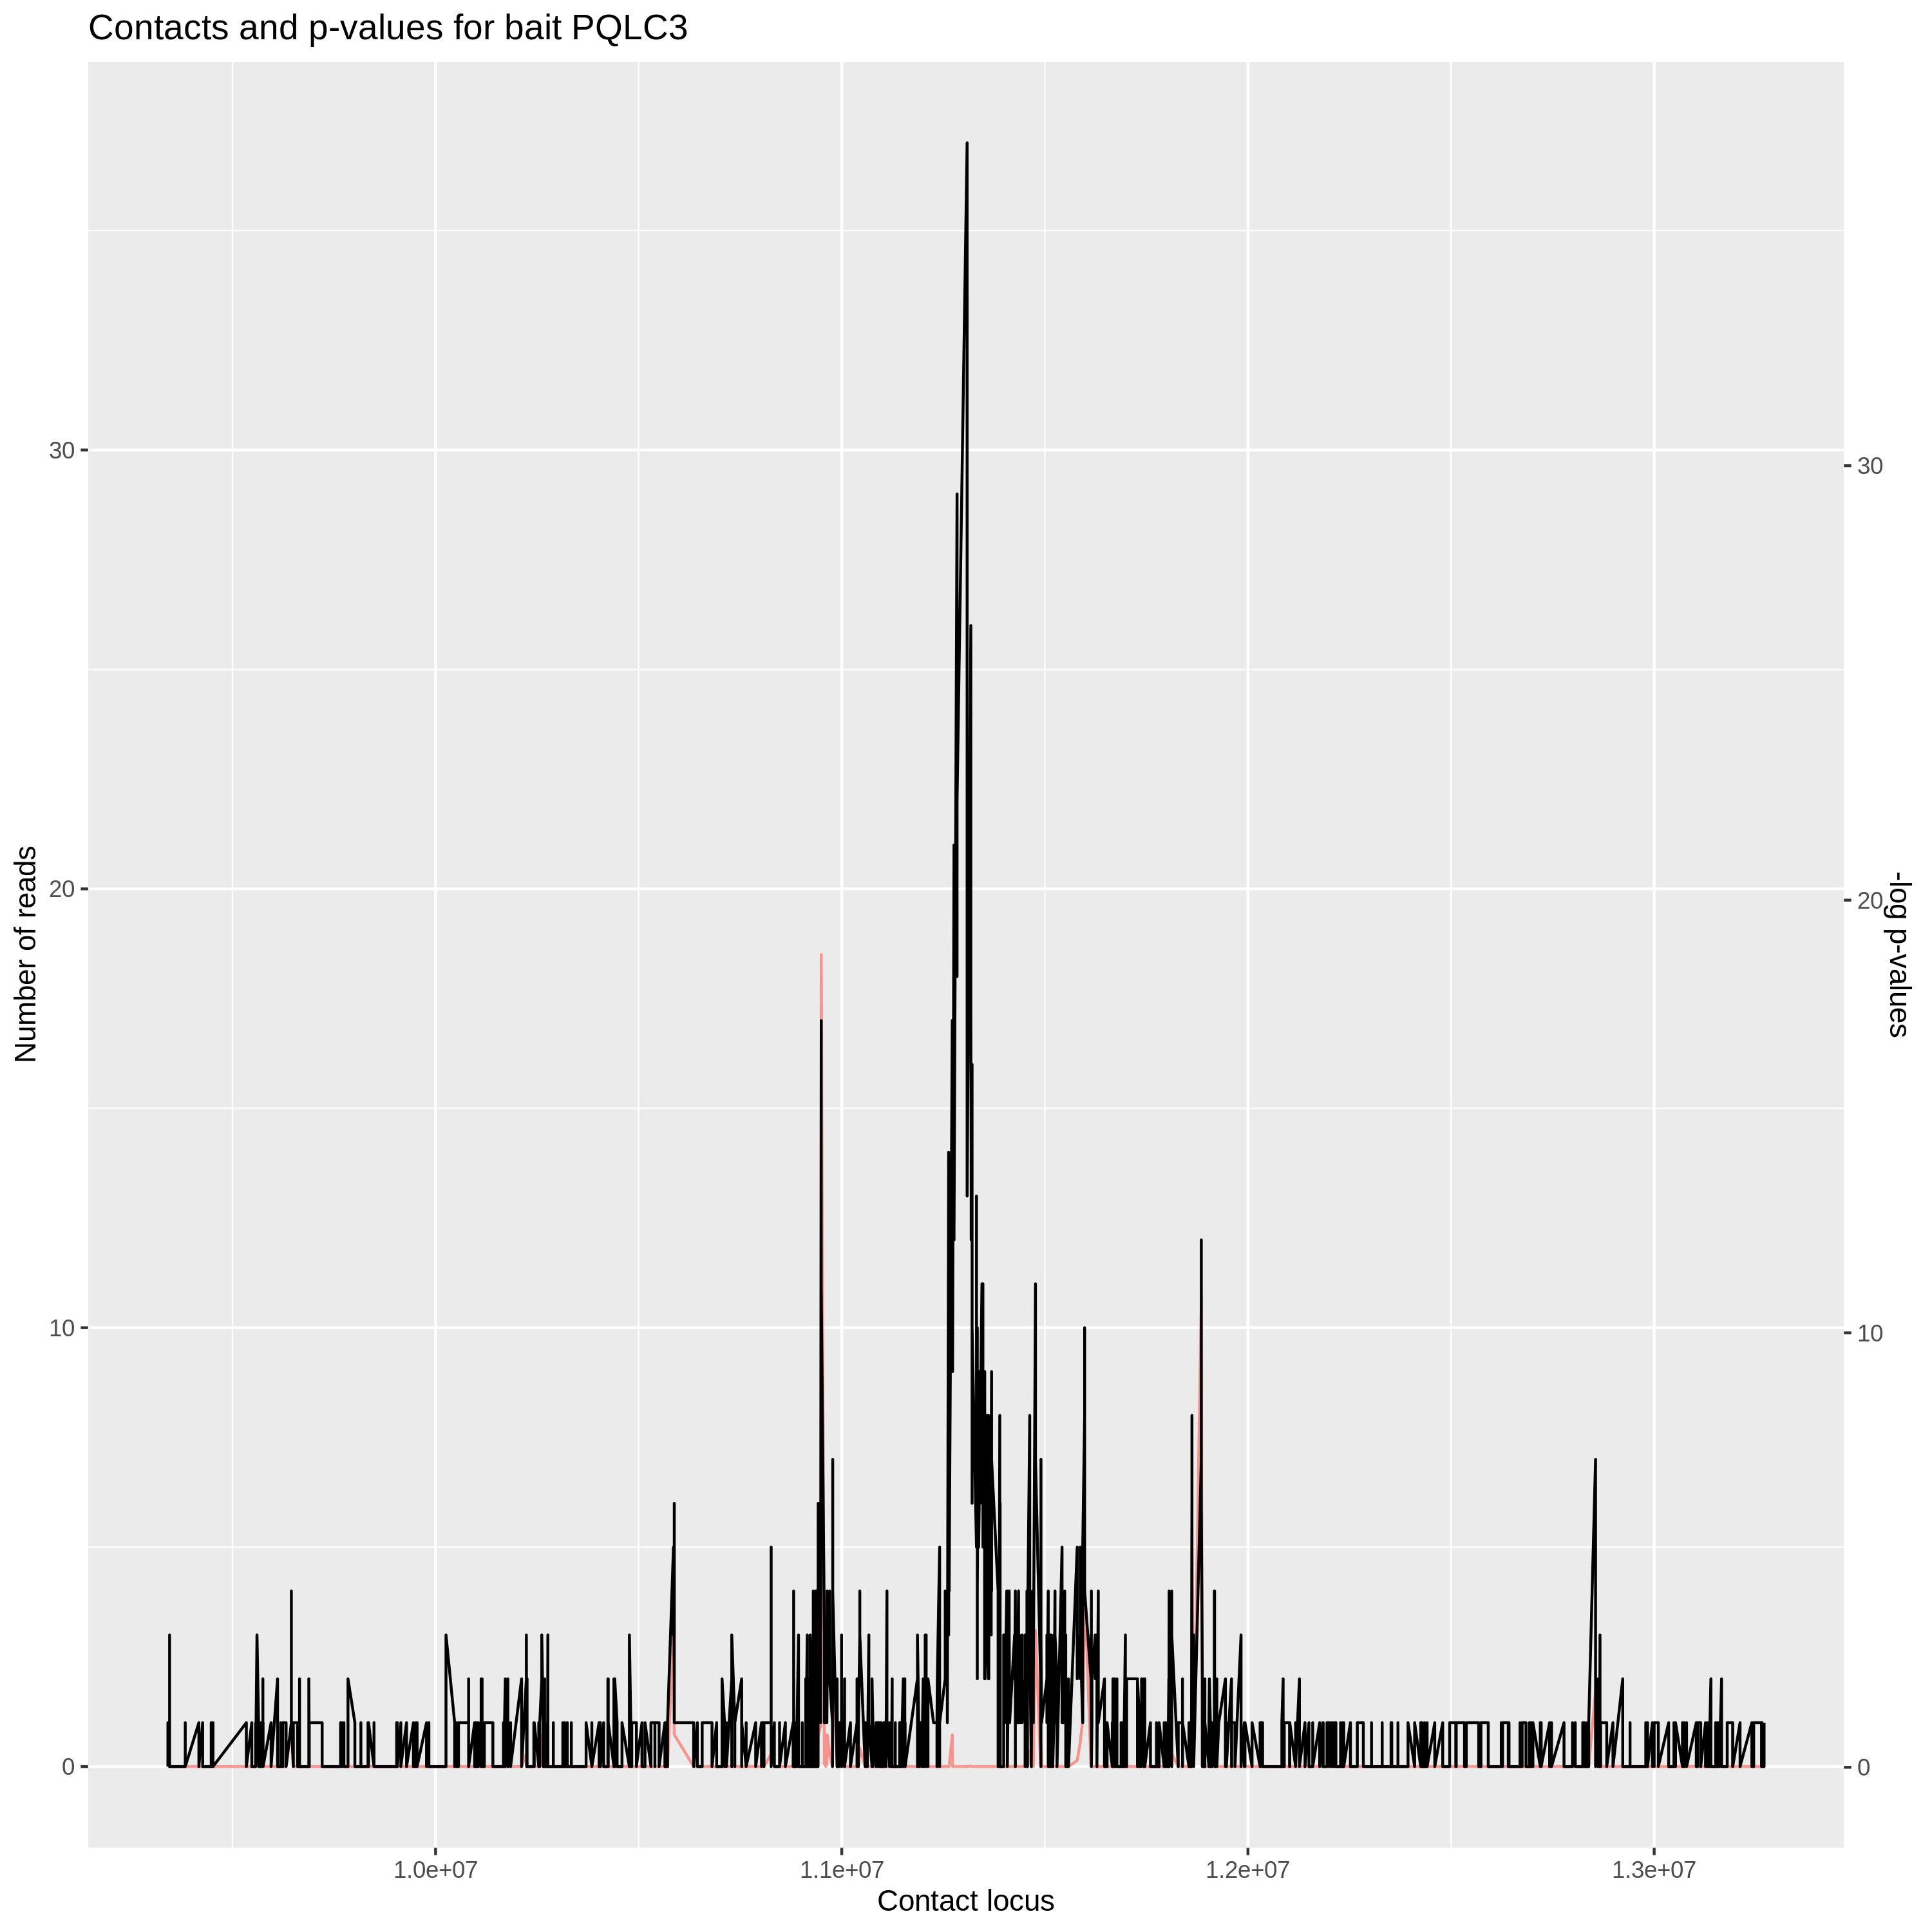 Contacts and p-values for bait PQLC3
Number of reads
30
20
10
0
30
20
10
0
-log p-values
1.0e+07 1.1e+07 1.2e+07 1.3e+07
Contact locus